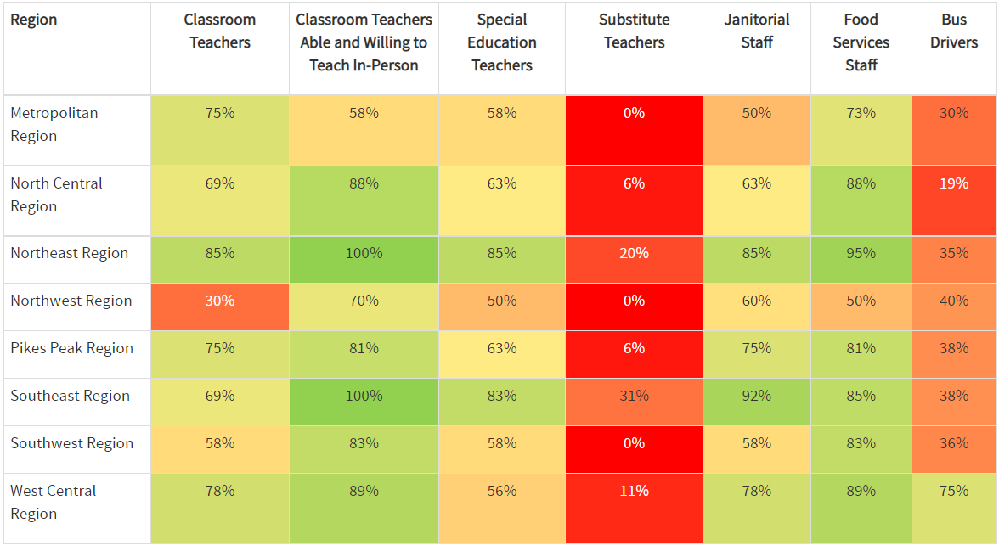 Region Classroom Teachers Classroom Teachers Able and Willing to Teach In-Person Special Education Teachers Substitute Teachers Janitorial Staff Food Services Staff Bus Drivers
Metropolitan Region 75% 58% 58% 0% 50% 73% 30%
North Central Region 69% 88% 63% 6% 63% 88% 19%
Northeast Region 85% 100% 85% 20% 85% 95% 35%
Northwest Region 30% 70% 50% 0% 60% 50% 40%
Pikes Peak Region 75% 81% 63% 6% 75% 81% 38%
Southeast Region 69% 100% 83% 31% 92% 85% 38%
Southwest Region 58% 83% 58% 0% 58% 83% 36%
West Central Region 78% 89% 56% 11% 78% 89% 75%